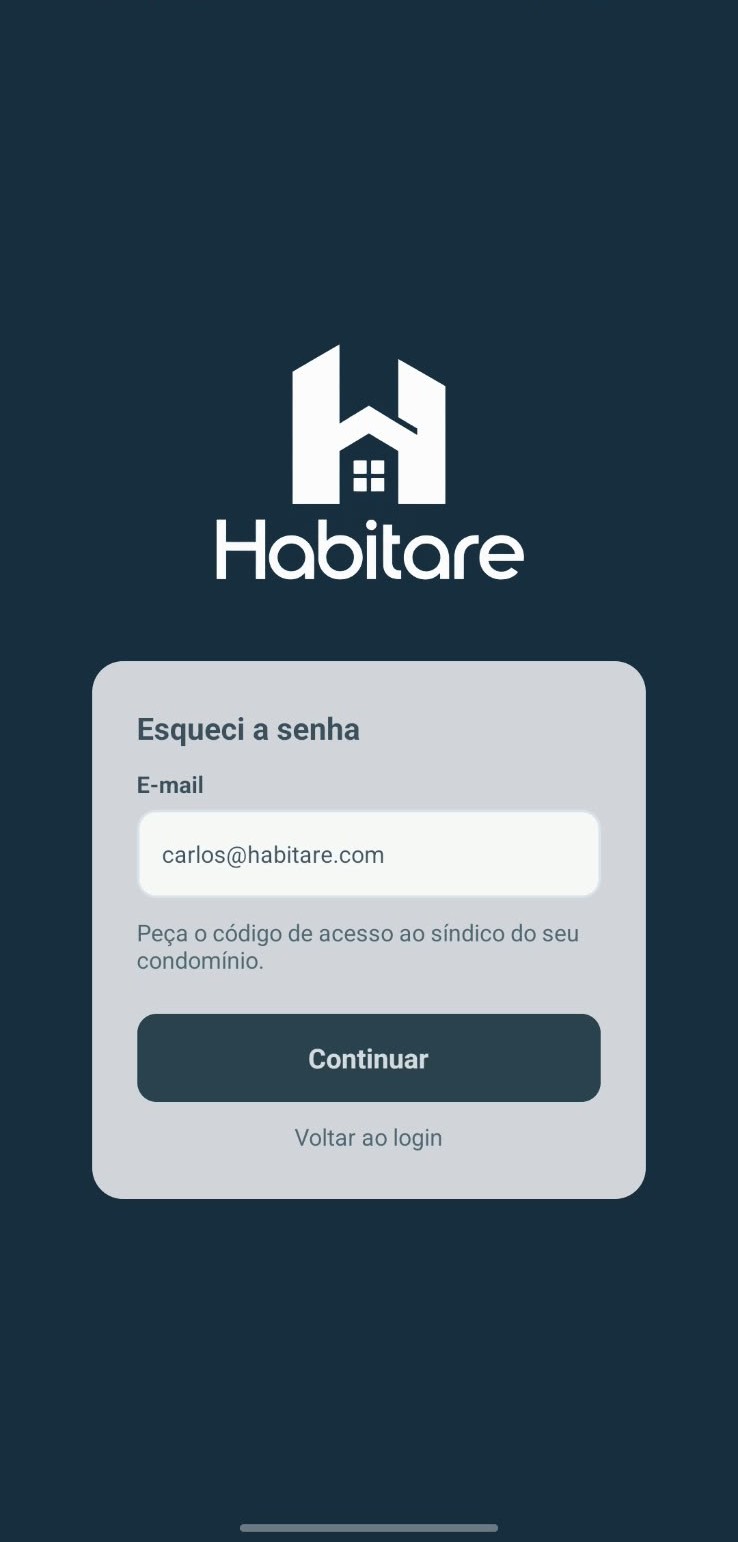 Habitare
Esqueci a senha
E-mail
carlos@habitare.com
Peça o código de acesso ao síndico do seu
condomínio.
Continuar
Voltar ao login